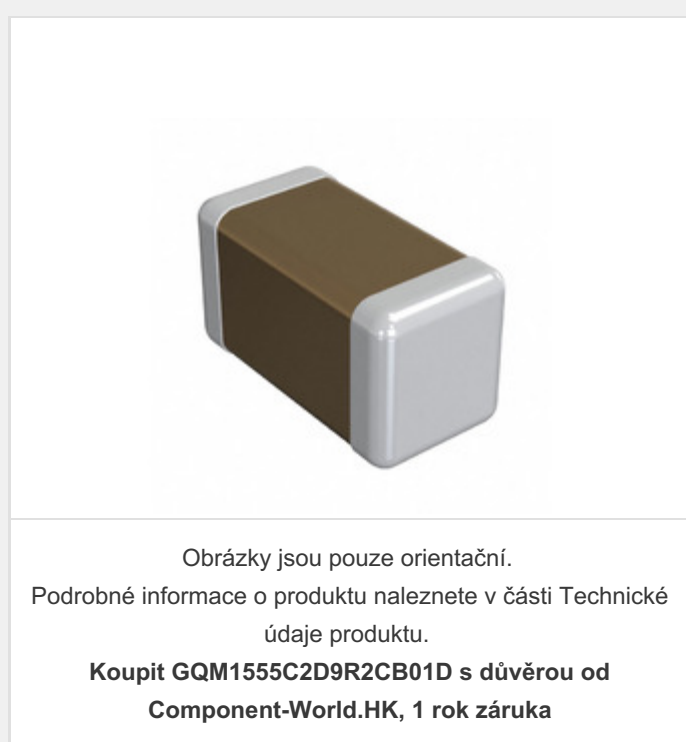 Obrázky jsou pouze orientační.
Podrobné informace o produktu naleznete v části Technické
údaje produktu.
Koupit GQM1555C2D9R2CB01D s důvěrou od
Component-World.HK, 1 rok záruka